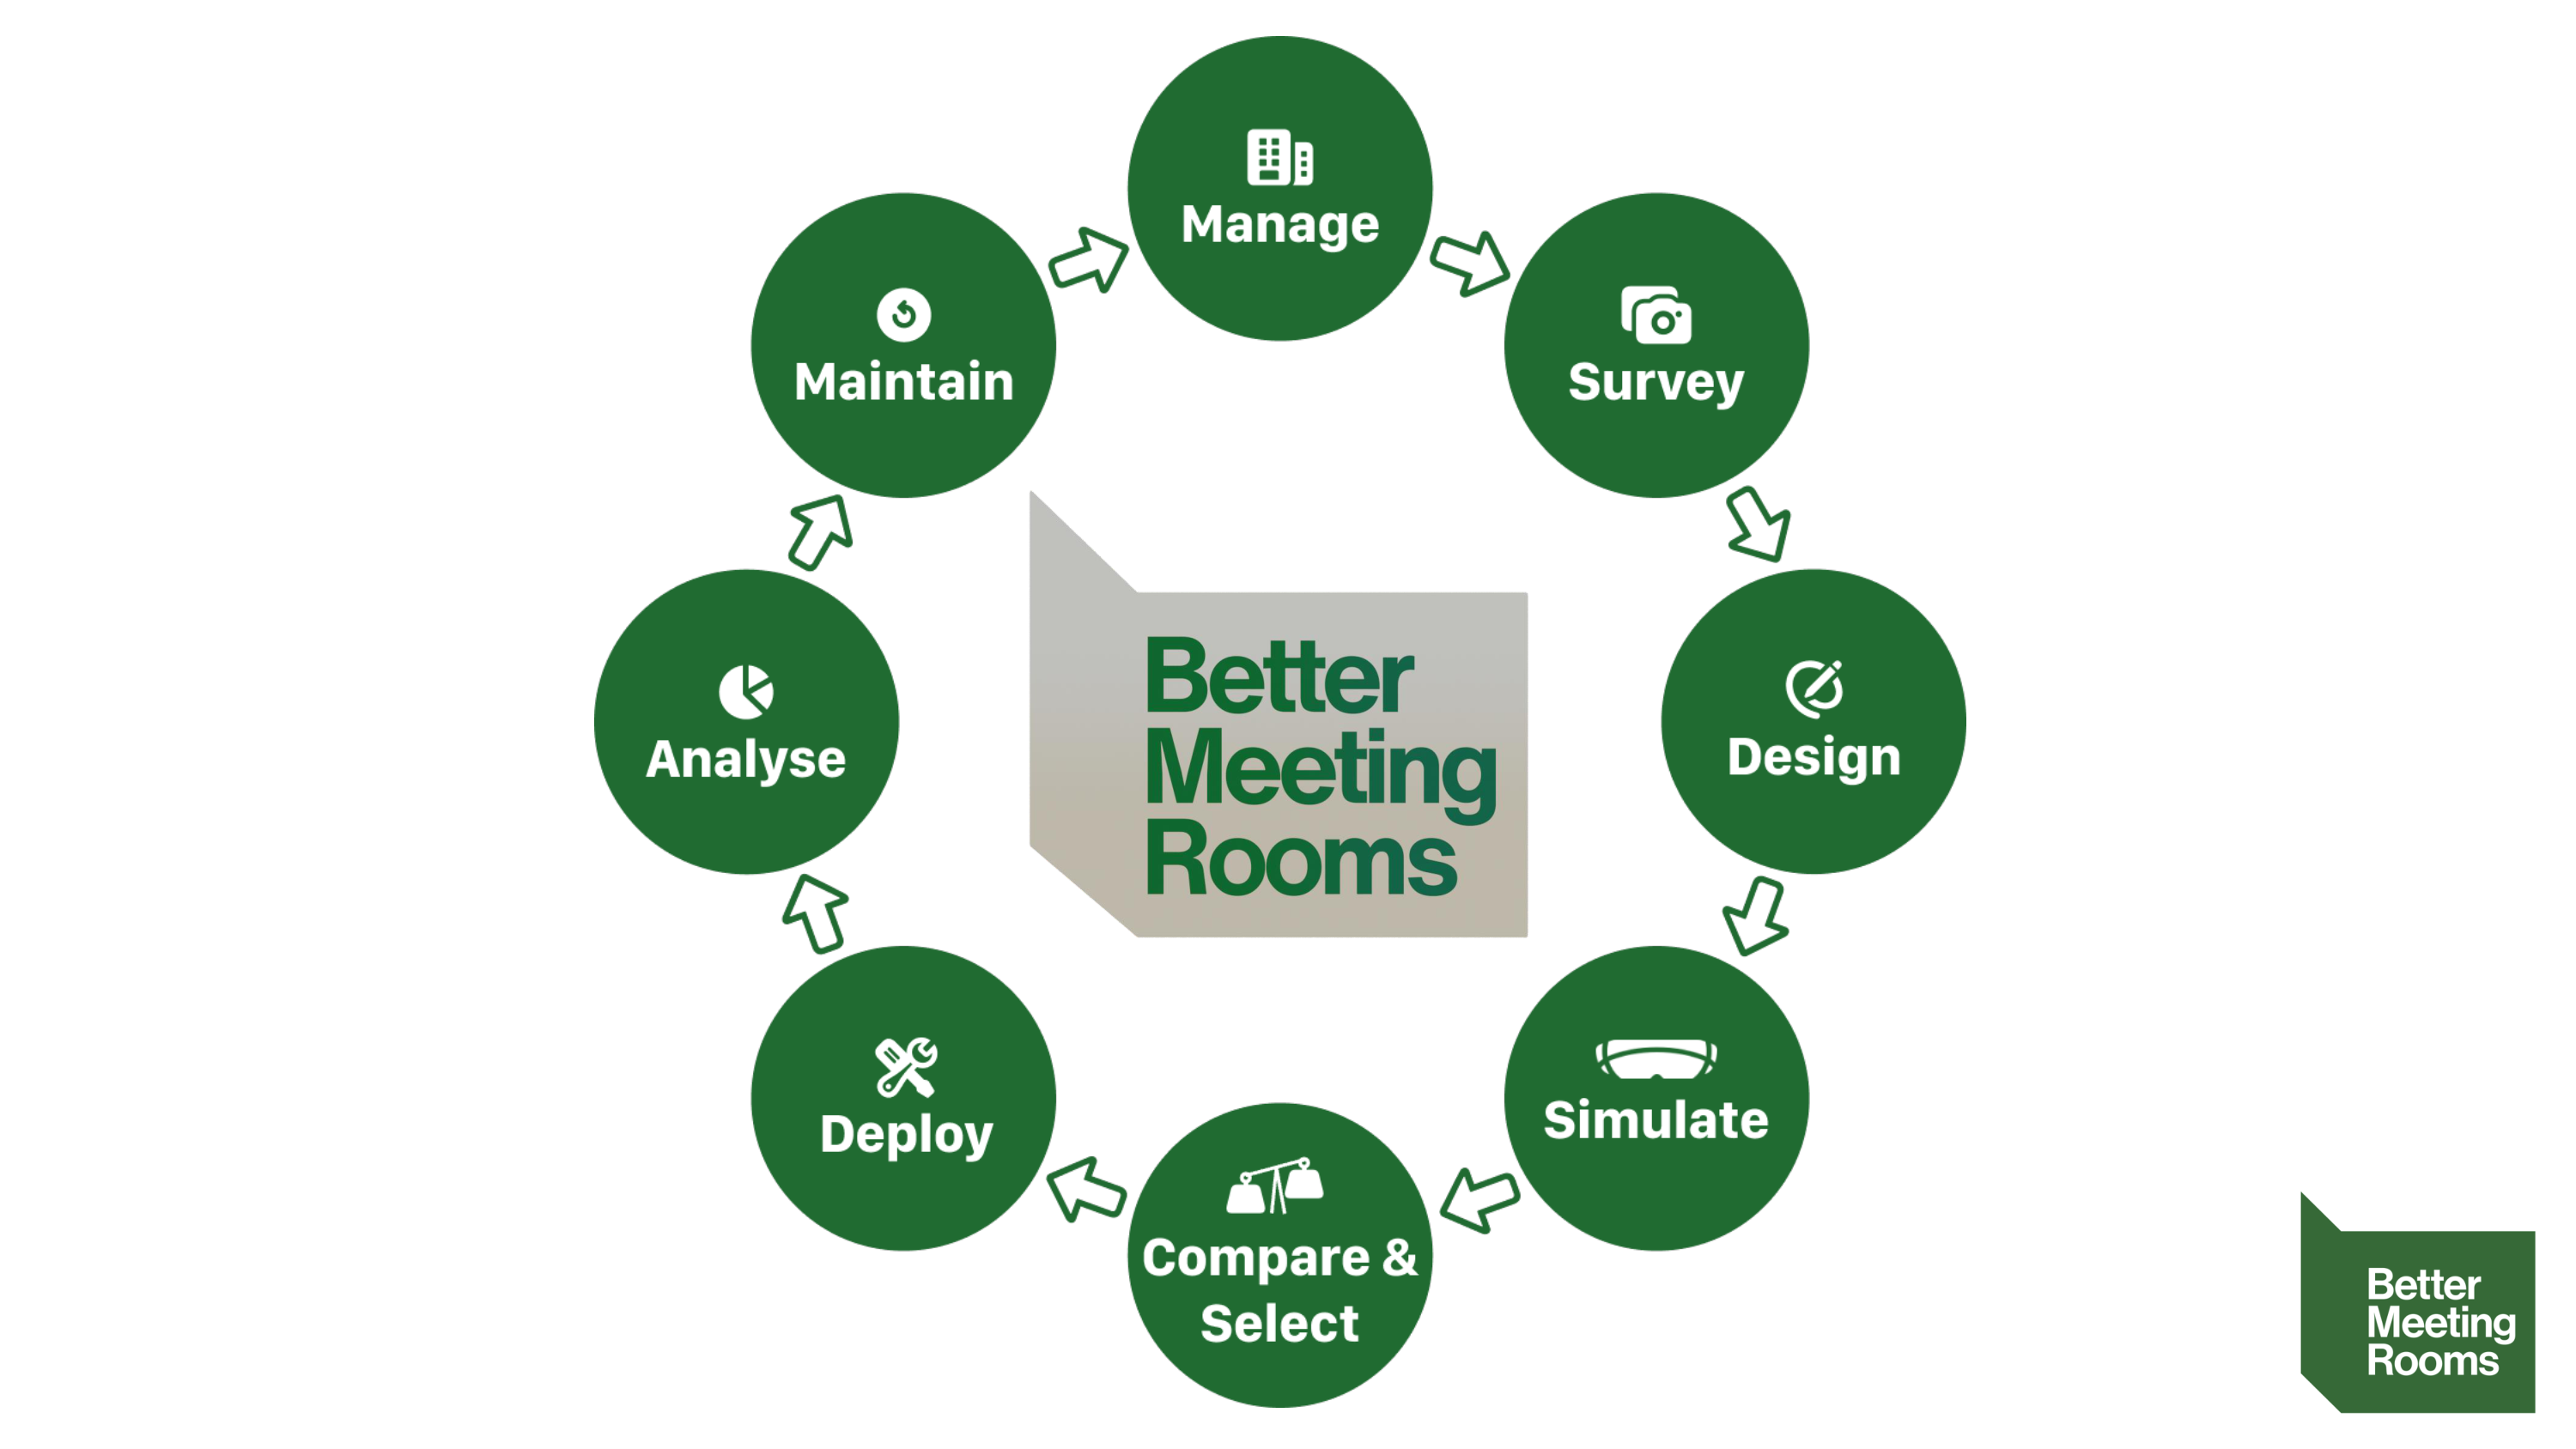 Manage
Survey
Design
Simulate
Compare &
Select
Deploy
Analyse
Maintain
Better
Meeting
Rooms
Better
Meeting
Rooms